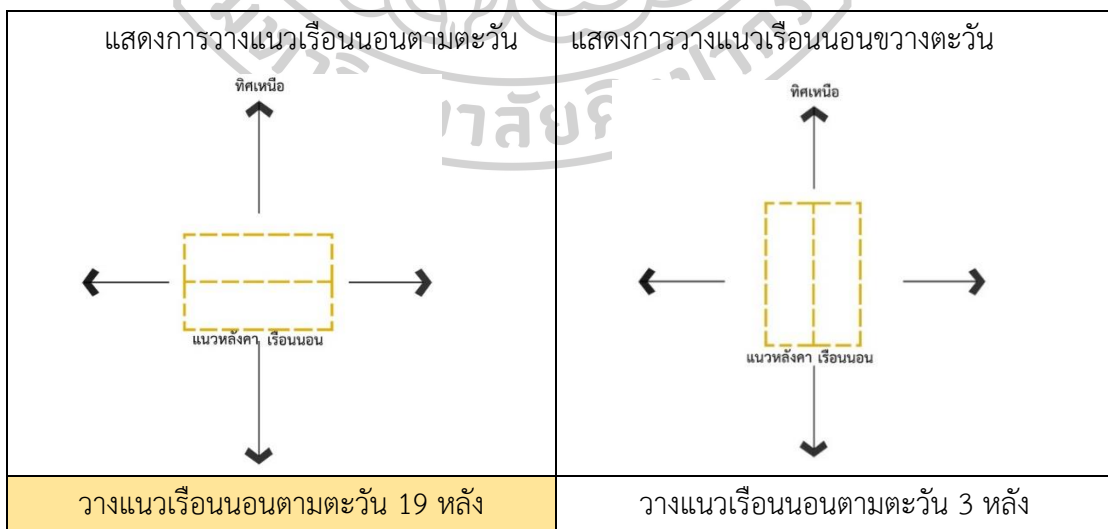 แสดงการวางแนวเรือนนอนตามตะวัน
แสดงการวางแนวเรือนนอนขวางตะวัน
ทิศเหนือ
แนวหลังคา เรือนนอน
ทิศเหนือ
แนวหลังคา เรือนนอน
วางแนวเรือนนอนตามตะวัน 19 หลัง
วางแนวเรือนนอนตามตะวัน 3 หลัง